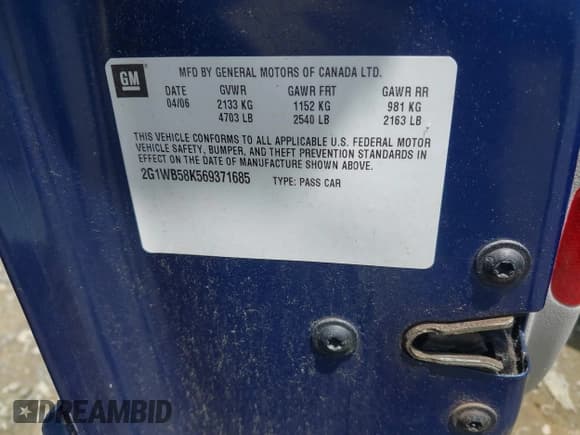 GM
MFD BY GENERAL MOTORS OF CANADA LTD.
DATE GVWR GAWR FRT GAWR RR
04/06 2133 KG 1152 KG 981 KG
4703 LB 2540 LB 2163 LB
THIS VEHICLE CONFORMS TO ALL APPLICABLE U.S. FEDERAL MOTOR
VEHICLE SAFETY, BUMPER, AND THEFT PREVENTION STANDARDS IN
EFFECT ON THE DATE OF MANUFACTURE SHOWN ABOVE.
2G1WB58K569371685 TYPE: PASS CAR
DREAMBID